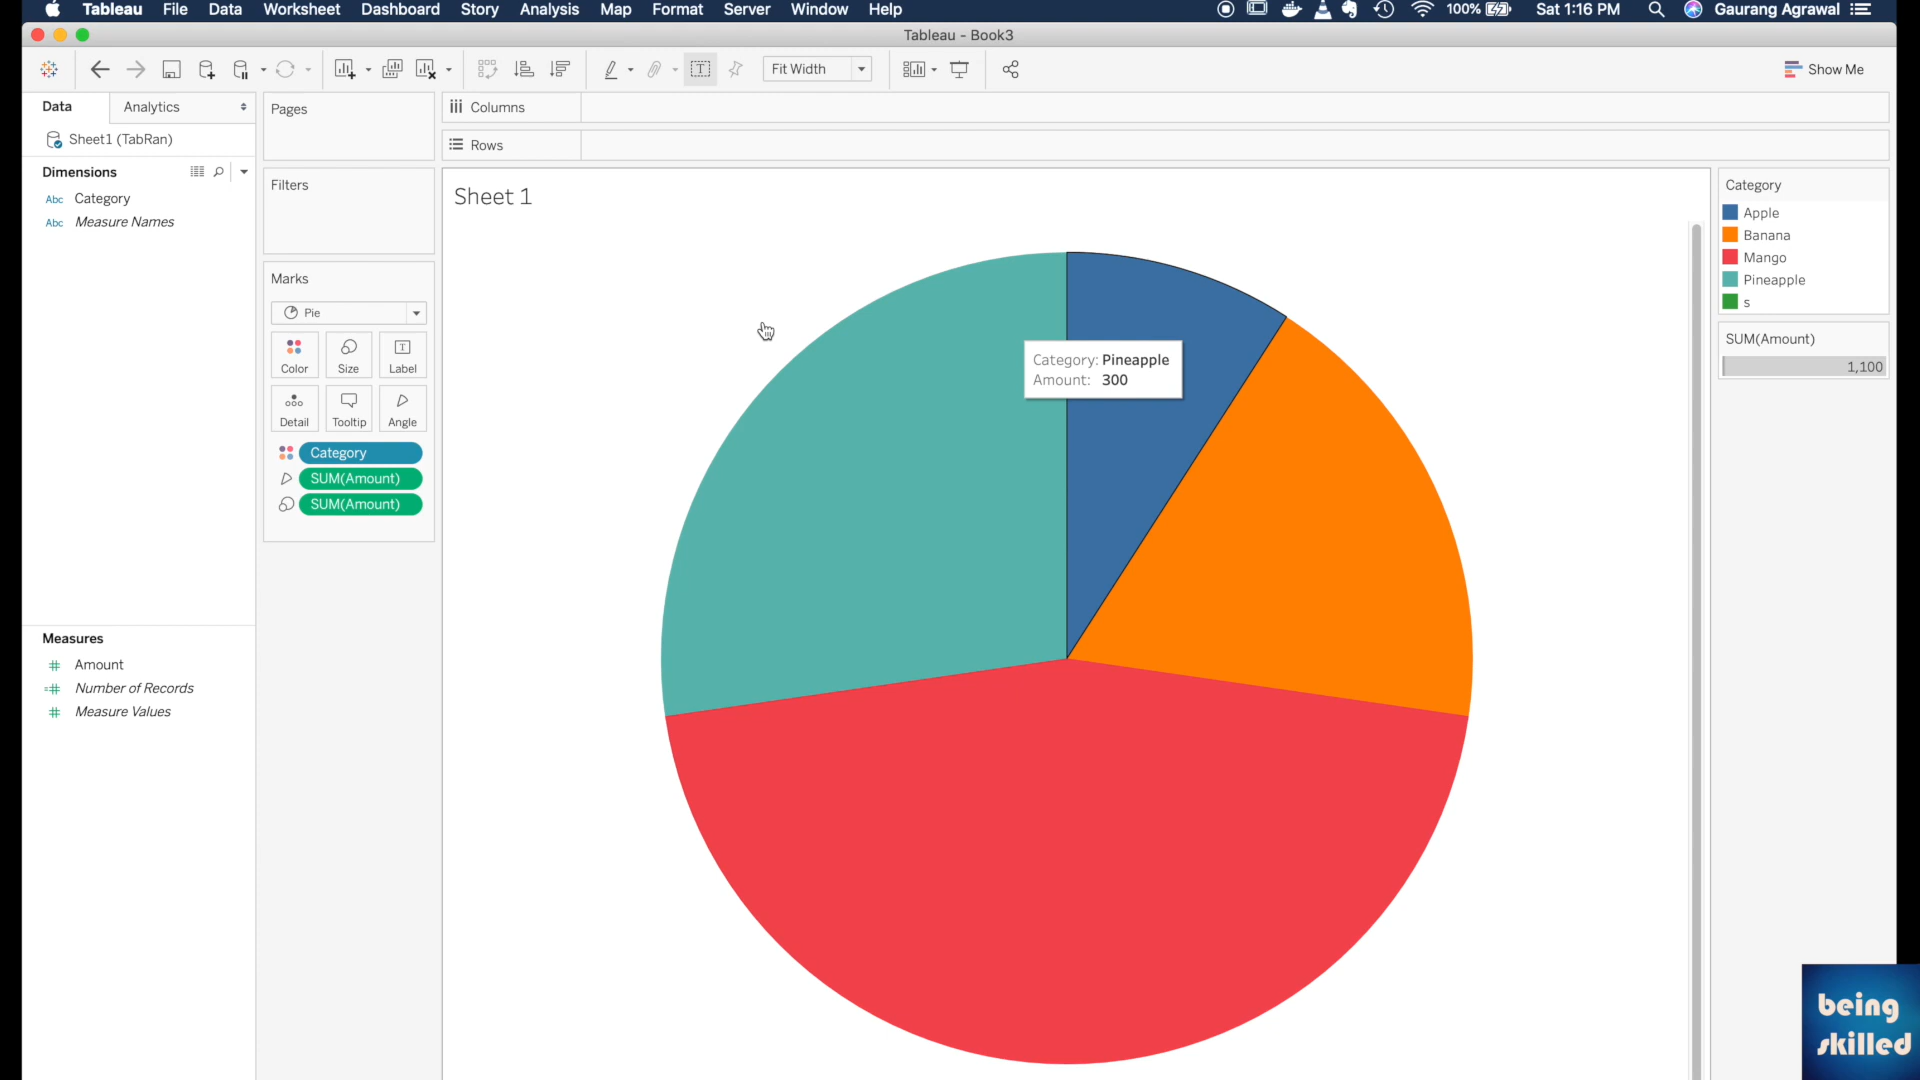 Tableau File Data Worksheet Dashboard Story Analysis Map Format Server Window Help 100% Sat 1:16 PM Gaurang Agrawal
Tableau - Book3
Fit Width
Show Me
Data Analytics
Sheet1 (TabRan)
Dimensions
Abc Category
Abc Measure Names
Measures
Amount
Number of Records
Measure Values
Pages
Filters
Marks
Pie
Color Size Label
Detail Tooltip Angle
Category
SUM(Amount)
SUM(Amount)
Columns
Rows
Sheet 1
Category: Pineapple
Amount: 300
Category
Apple
Banana
Mango
Pineapple
s
SUM(Amount)
1,100
being
skilled